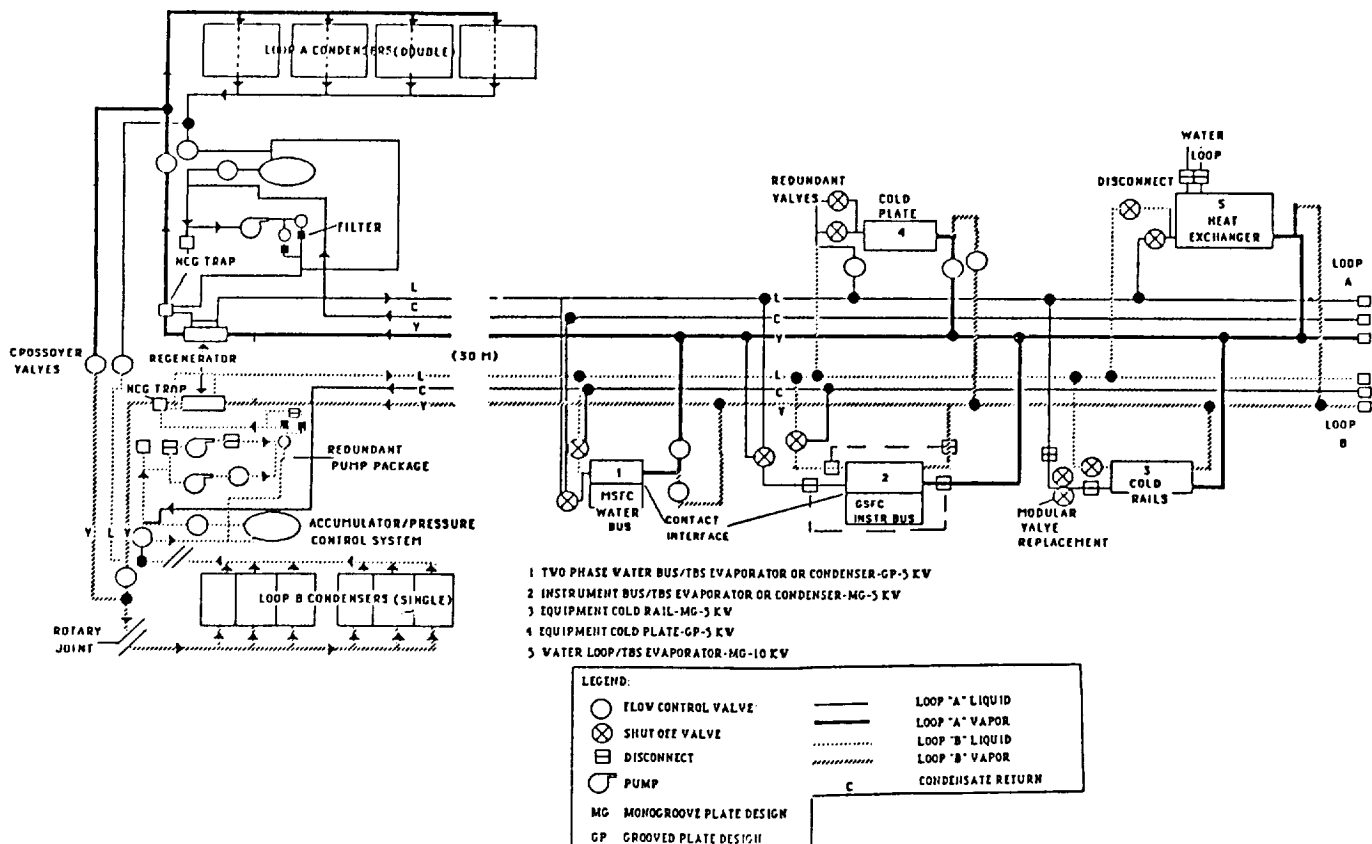 LOOP A CONDENSERS (DOUBLE)
WATER
LOOP
DISCONNECT
5
HEAT
EXCHANGER
REDUNDANT
VALVES
COLD
PLATE
4
FILTER
NCG TRAP
LOOP
A
L
C
V
L
C
V
(50 M)
CROSSOVER
VALVES
REGENERATOR
NCG TRAP
L
C
V
L
C
V
LOOP
B
REDUNDANT
PUMP PACKAGE
1
MSFC
WATER
BUS
CONTACT
INTERFACE
2
GSFC
INSTR BUS
3
COLD
RAILS
MODULAR
VALVE
REPLACEMENT
V L V
ACCUMULATOR/PRESSURE
CONTROL SYSTEM
LOOP B CONDENSERS (SINGLE)
ROTARY
JOINT
1 TWO PHASE WATER BUS/TBS EVAPORATOR OR CONDENSER-GP-5 KW
2 INSTRUMENT BUS/TBS EVAPORATOR OR CONDENSER-MG-5 KW
3 EQUIPMENT COLD RAIL-MG-5 KW
4 EQUIPMENT COLD PLATE-GP-5 KW
5 WATER LOOP/TBS EVAPORATOR-MG-10 KW
LEGEND:
FLOW CONTROL VALVE
SHUT OFF VALVE
DISCONNECT
PUMP
MG MONOGROOVE PLATE DESIGN
GP GROOVED PLATE DESIGN
LOOP "A" LIQUID
LOOP "A" VAPOR
LOOP "B" LIQUID
LOOP "B" VAPOR
C CONDENSATE RETURN